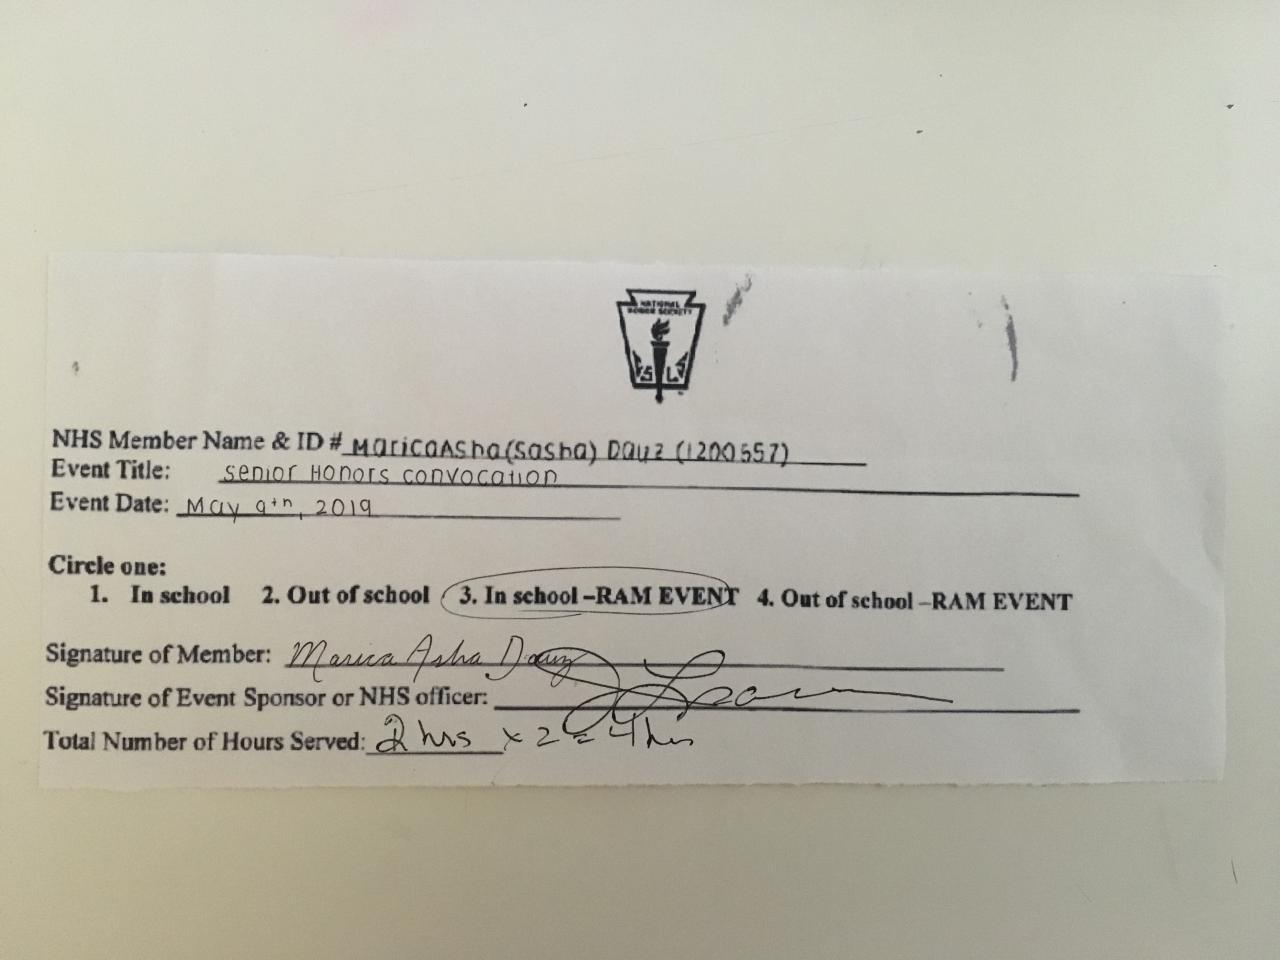 NATIONAL
HONOR SOCIETY
S L
NHS Member Name & ID # MaricaAsha (Sasha) Dauz (1200557)
Event Title: Senior Honors Convocation
Event Date: May 9th, 2019
Circle one:
1. In school 2. Out of school 3. In school –RAM EVENT 4. Out of school –RAM EVENT
Signature of Member: Marica Asha Dauz
Signature of Event Sponsor or NHS officer:
Total Number of Hours Served: 2 hrs x 2 = 4 hrs